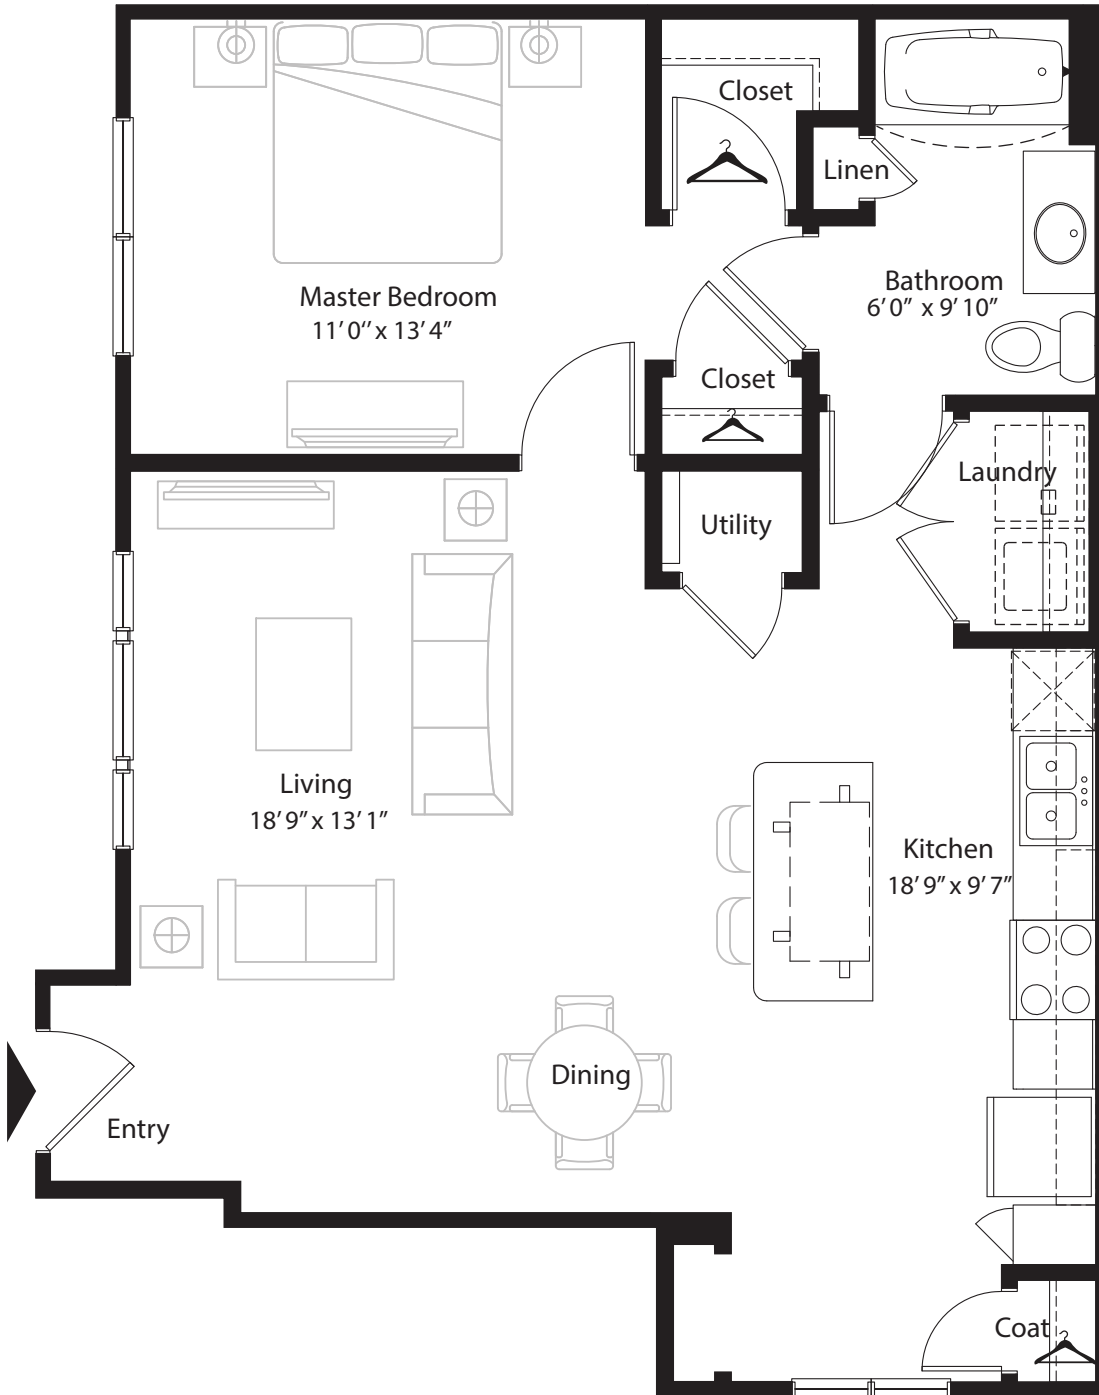 Closet
Linen
Master Bedroom
11'0" x 13'4"
Bathroom
6'0" x 9'10"
Closet
Laundry
Utility
Living
18'9" x 13'1"
Kitchen
18'9" x 9'7"
Dining
Entry
Coat